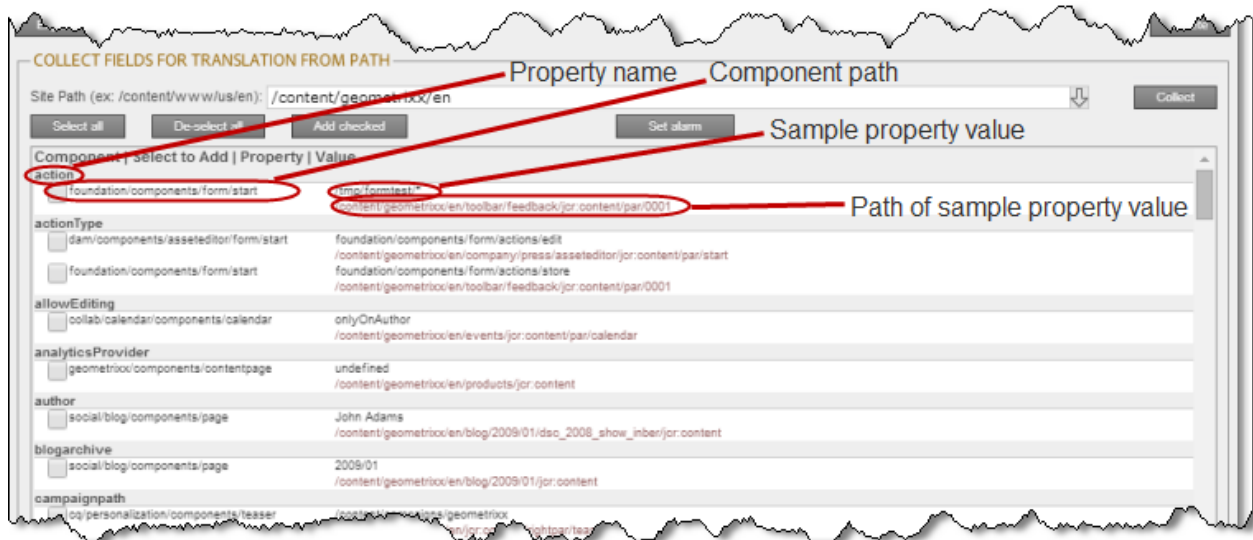 COLLECT FIELDS FOR TRANSLATION FROM PATH
Property name
Component path
Site Path (ex: /content/www/us/en): /content/geometrixx/en
Collect
Select all
De-select all
Add checked
Set alarm
Sample property value
Component | Select to Add | Property | Value
action
foundation/components/form/start
/tmp/formtest/*
/content/geometrixx/en/toolbar/feedback/jcr:content/par/0001
Path of sample property value
actionType
dam/components/asseteditor/form/start
foundation/components/form/actions/edit
/content/geometrixx/en/company/press/asseteditor/jcr:content/par/start
foundation/components/form/start
foundation/components/form/actions/store
/content/geometrixx/en/toolbar/feedback/jcr:content/par/0001
allowEditing
collab/calendar/components/calendar
onlyOnAuthor
/content/geometrixx/en/events/jcr:content/par/calendar
analyticsProvider
geometrixx/components/contentpage
undefined
/content/geometrixx/en/products/jcr:content
author
social/blog/components/page
John Adams
/content/geometrixx/en/blog/2009/01/dsc_2008_show_inber/jcr:content
blogarchive
social/blog/components/page
2009/01
/content/geometrixx/en/blog/2009/01/jcr:content
campaignpath
cq/personalization/components/teaser